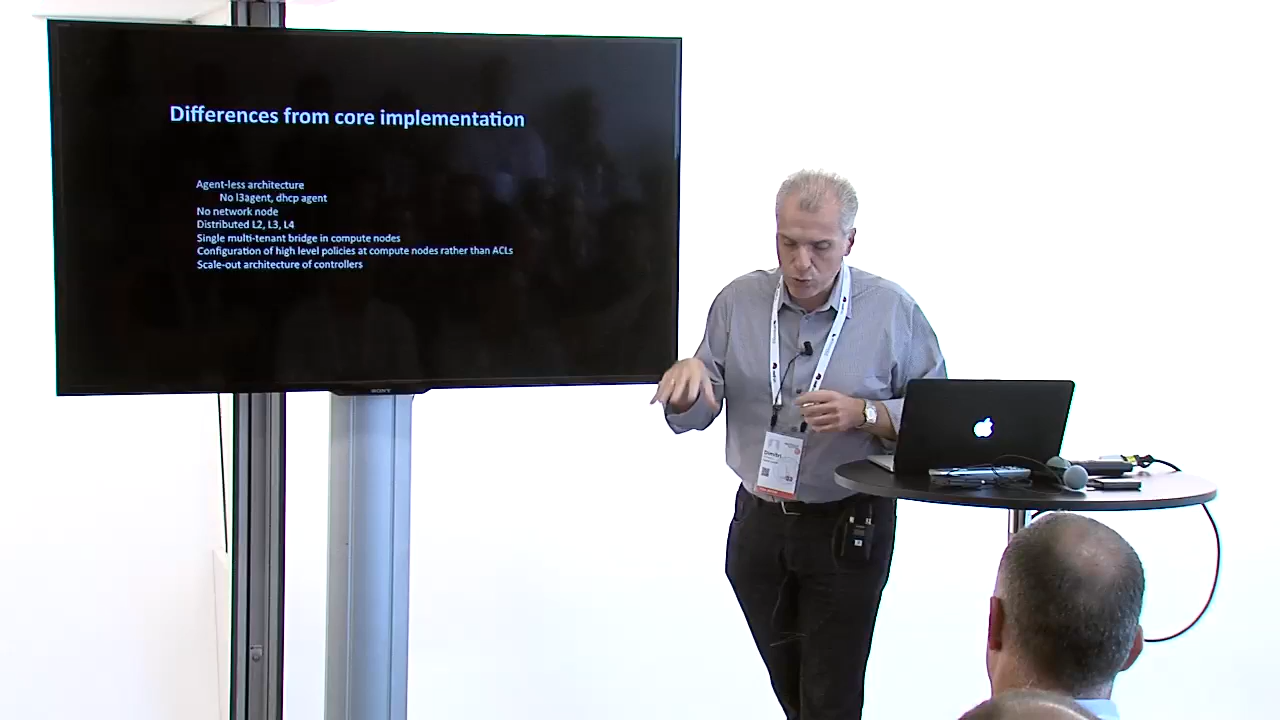 Differences from core implementation
Agent-less architecture
No l3agent, dhcp agent
No network node
Distributed L2, L3, L4
Single multi-tenant bridge in compute nodes
Configuration of high level policies at compute nodes rather than ACLs
Scale-out architecture of controllers
SONY
Dimitri